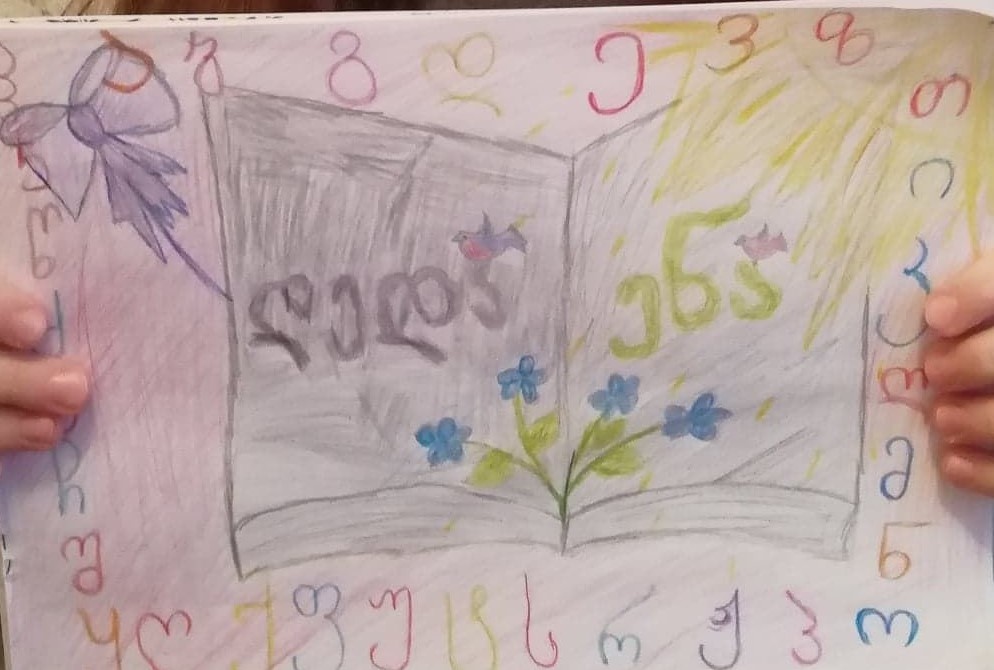 ბ გ დ ე ვ ზ
თ
ი
კ
ლ
მ
ნ
დედა ენა
ჩ
შ
ყ ღ ქ ფ უ ტ ს რ ჟ პ ო